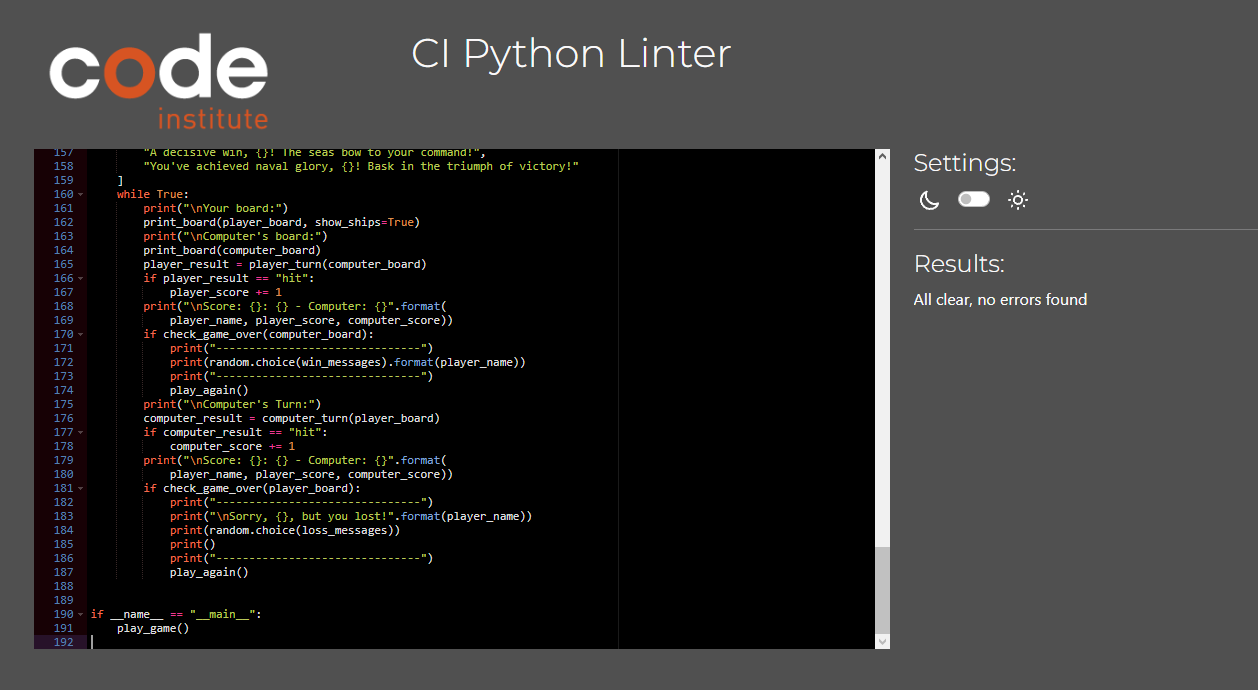 code
institute
CI Python Linter
157 "A decisive win, {}! The seas bow to your command!",
158 "You've achieved naval glory, {}! Bask in the triumph of victory!"
159 ]
160 while True:
161 print("\nYour board:")
162 print_board(player_board, show_ships=True)
163 print("\nComputer's board:")
164 print_board(computer_board)
165 player_result = player_turn(computer_board)
166 if player_result == "hit":
167 player_score += 1
168 print("\nScore: {}: {} - Computer: {}".format(
169 player_name, player_score, computer_score))
170 if check_game_over(computer_board):
171 print("-------------------------------")
172 print(random.choice(win_messages).format(player_name))
173 print("-------------------------------")
174 play_again()
175 print("\nComputer's Turn:")
176 computer_result = computer_turn(player_board)
177 if computer_result == "hit":
178 computer_score += 1
179 print("\nScore: {}: {} - Computer: {}".format(
180 player_name, player_score, computer_score))
181 if check_game_over(player_board):
182 print("-------------------------------")
183 print("\nSorry, {}, but you lost!".format(player_name))
184 print(random.choice(loss_messages))
185 print()
186 print("-------------------------------")
187 play_again()
188
189
190 if __name__ == "__main__":
191 play_game()
192
Settings:
Results:
All clear, no errors found